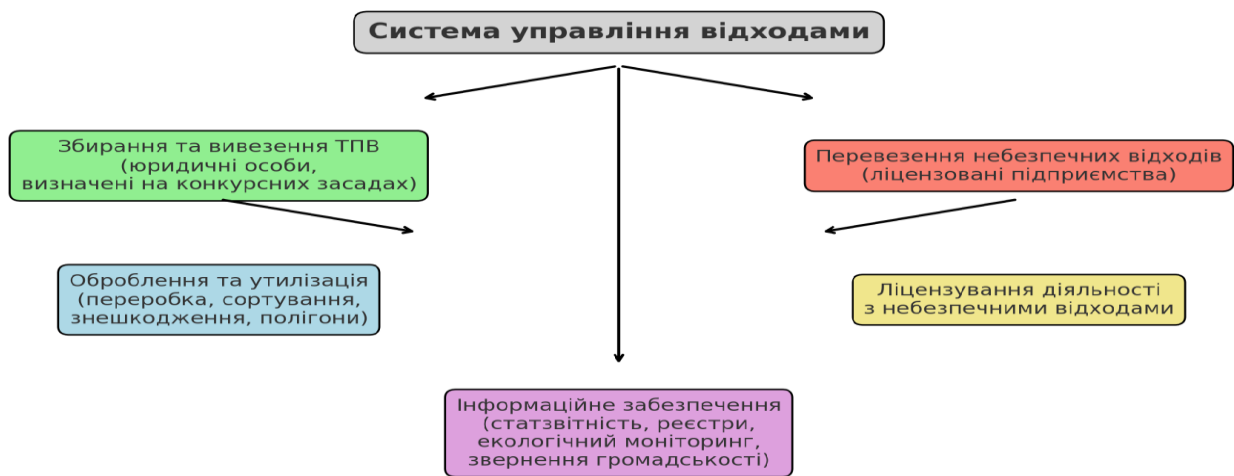 Система управління відходами
Збирання та вивезення ТПВ
(юридичні особи,
визначені на конкурсних засадах)
Перевезення небезпечних відходів
(ліцензовані підприємства)
Оброблення та утилізація
(переробка, сортування,
знешкодження, полігони)
Ліцензування діяльності
з небезпечними відходами
Інформаційне забезпечення
(статзвітність, реєстри,
екологічний моніторинг,
звернення громадськості)